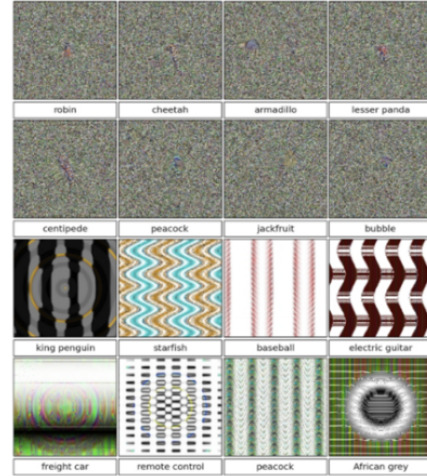 robin cheetah armadillo lesser panda
centipede peacock jackfruit bubble
king penguin starfish baseball electric guitar
freight car remote control peacock African grey